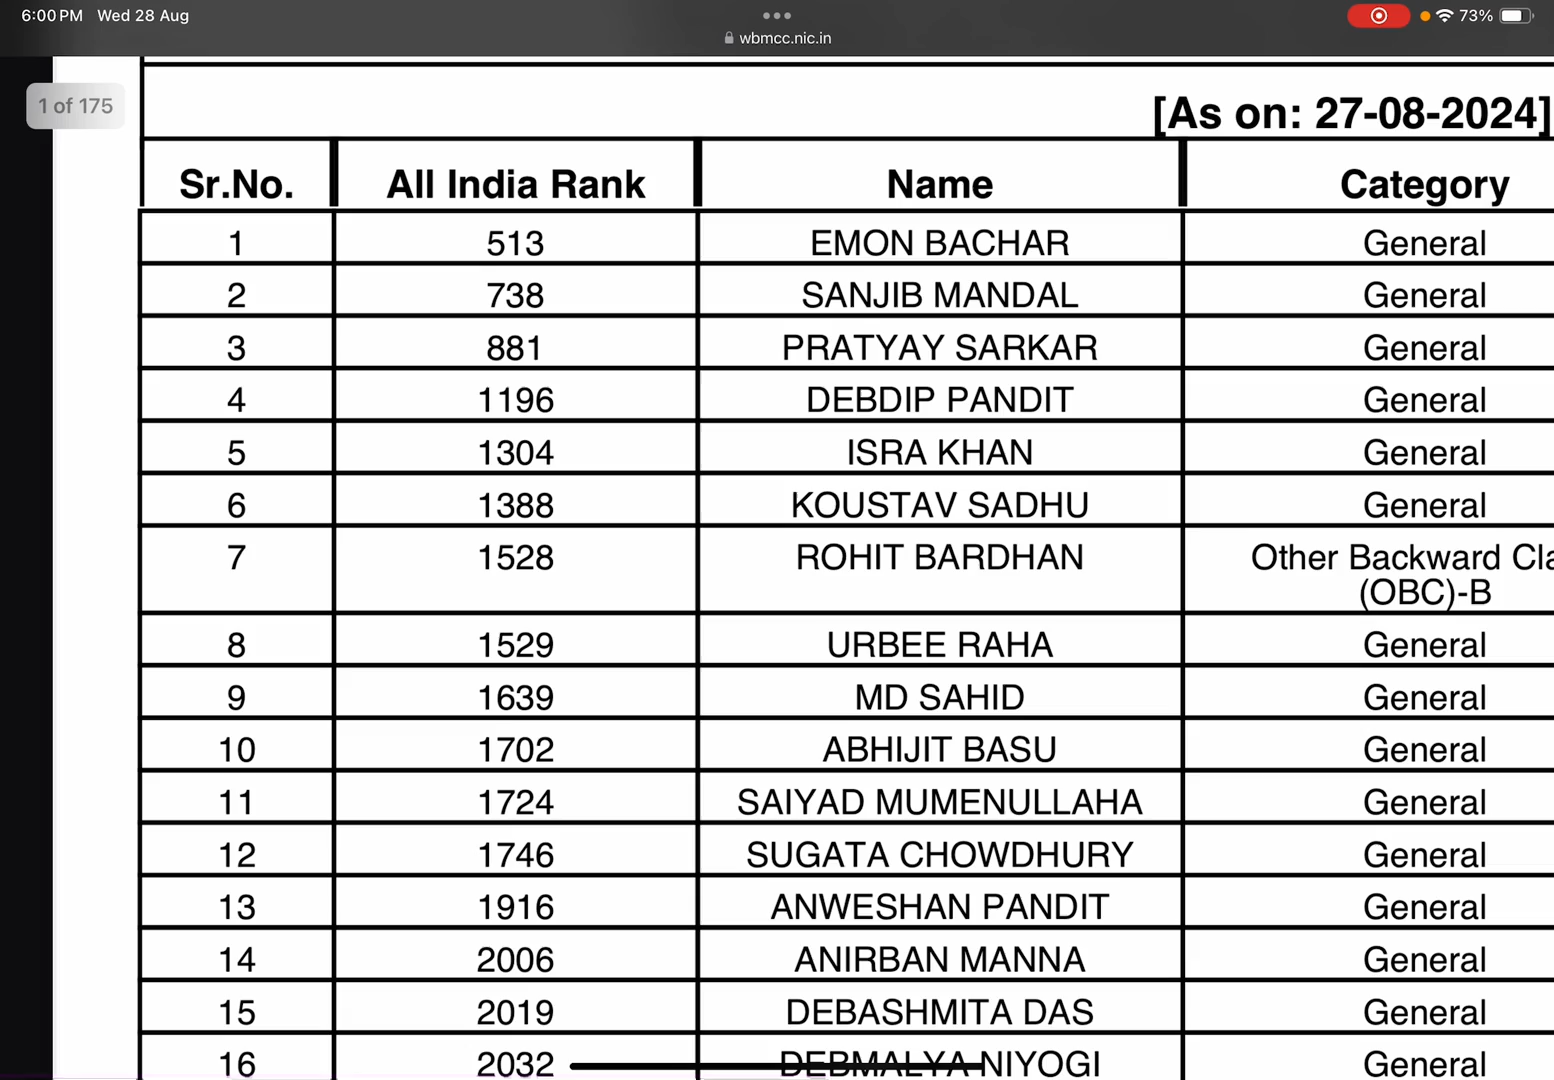 6:00 PM Wed 28 Aug
73%
wbmcc.nic.in
1 of 175
[As on: 27-08-2024]
Sr.No. All India Rank Name Category
1 513 EMON BACHAR General
2 738 SANJIB MANDAL General
3 881 PRATYAY SARKAR General
4 1196 DEBDIP PANDIT General
5 1304 ISRA KHAN General
6 1388 KOUSTAV SADHU General
7 1528 ROHIT BARDHAN Other Backward Cla
(OBC)-B
8 1529 URBEE RAHA General
9 1639 MD SAHID General
10 1702 ABHIJIT BASU General
11 1724 SAIYAD MUMENULLAHA General
12 1746 SUGATA CHOWDHURY General
13 1916 ANWESHAN PANDIT General
14 2006 ANIRBAN MANNA General
15 2019 DEBASHMITA DAS General
16 2032 DEBMALYA NIYOGI General